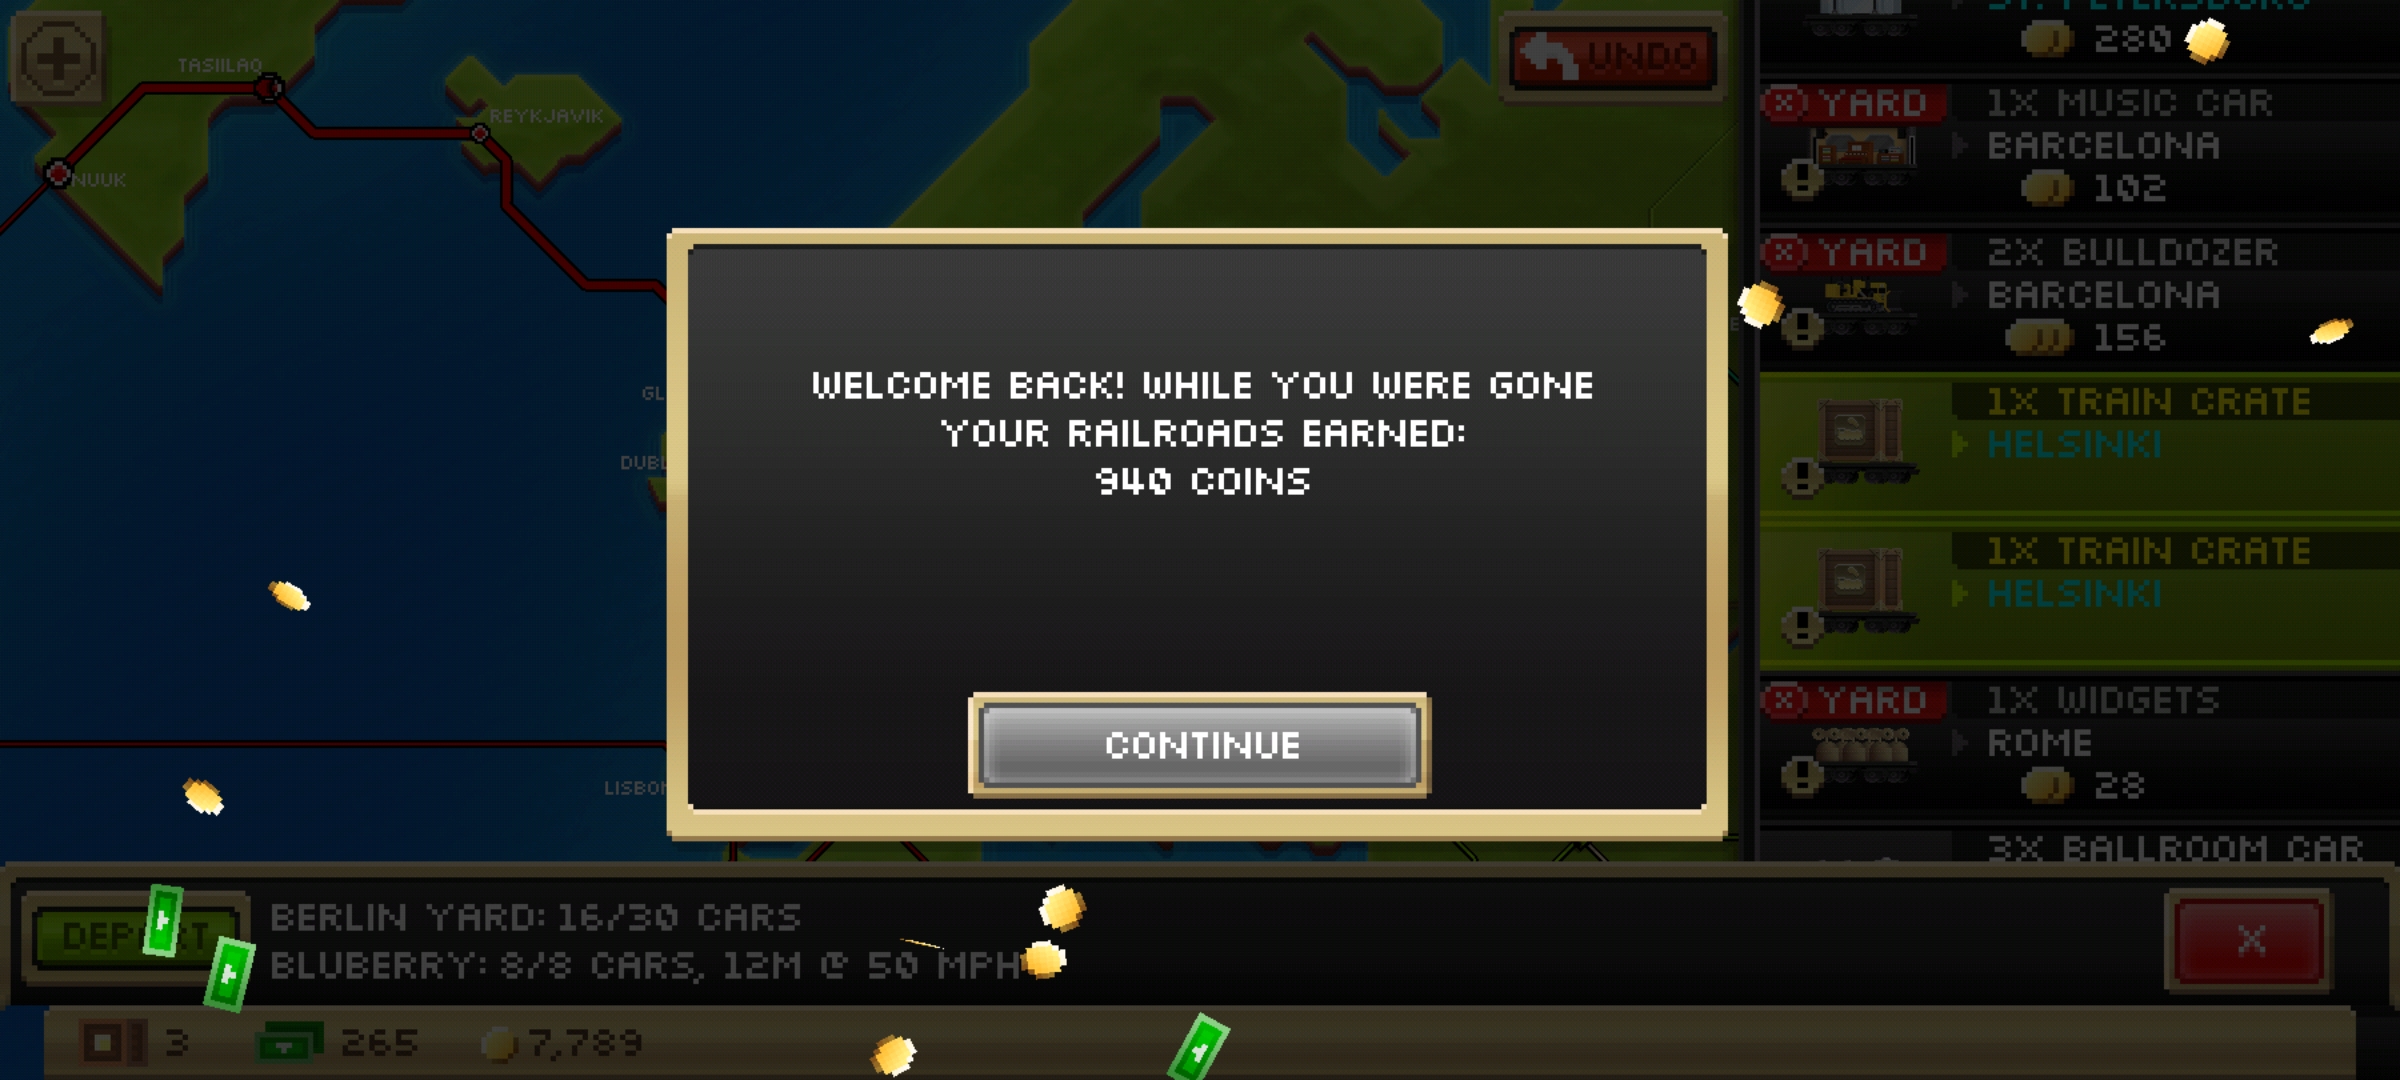 TASIILAQ
REYKJAVIK
NUUK
UNDO
280
YARD
1X MUSIC CAR
BARCELONA
102
YARD
2X BULLDOZER
BARCELONA
156
1X TRAIN CRATE
HELSINKI
1X TRAIN CRATE
HELSINKI
YARD
1X WIDGETS
ROME
28
3X BALLROOM CAR
WELCOME BACK! WHILE YOU WERE GONE
YOUR RAILROADS EARNED:
940 COINS
CONTINUE
GL
DUBL
LISBON
BERLIN YARD: 16/30 CARS
BLUBERRY: 8/8 CARS, 12M @ 50 MPH
X
3
265
7,789